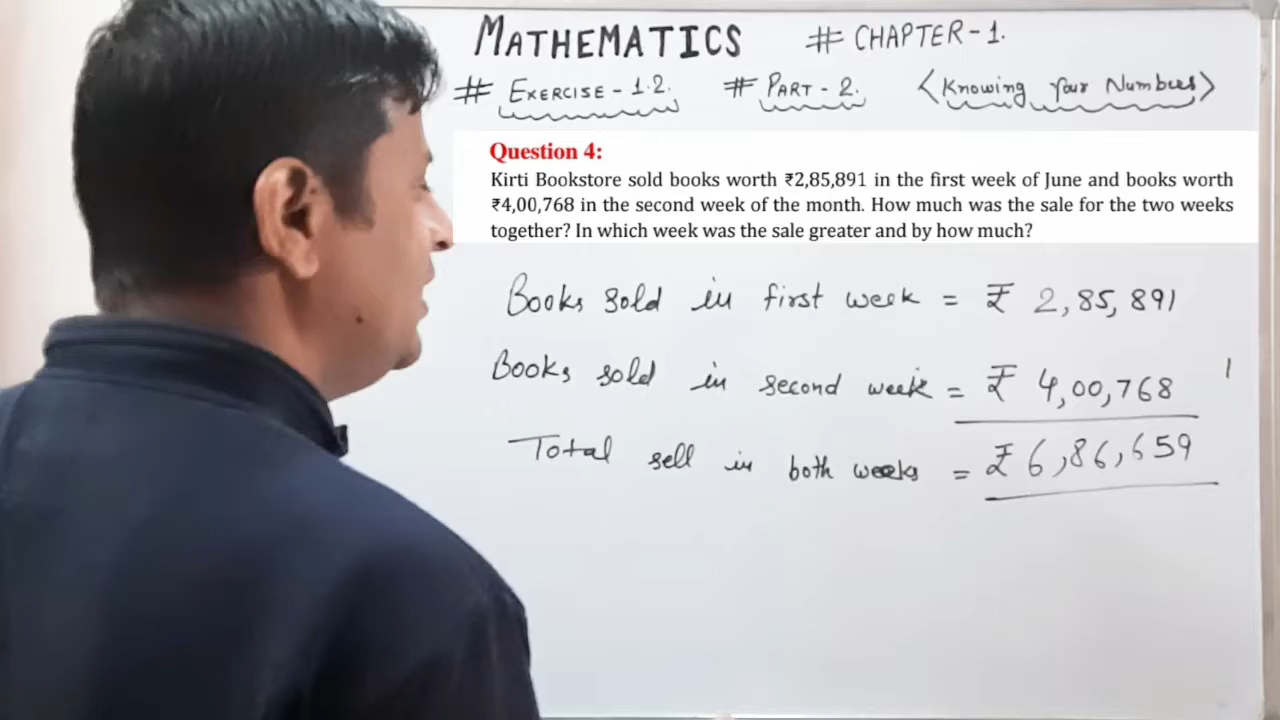 MATHEMATICS # CHAPTER-1.
# EXERCISE-1.2. # PART-2. <Knowing Your Numbers>
Question 4:
Kirti Bookstore sold books worth ₹2,85,891 in the first week of June and books worth
₹4,00,768 in the second week of the month. How much was the sale for the two weeks
together? In which week was the sale greater and by how much?
Books sold in first week = ₹ 2,85,891
Books sold in second week = ₹ 4,00,768 1
Total sell in both weeks = ₹ 6,86,659